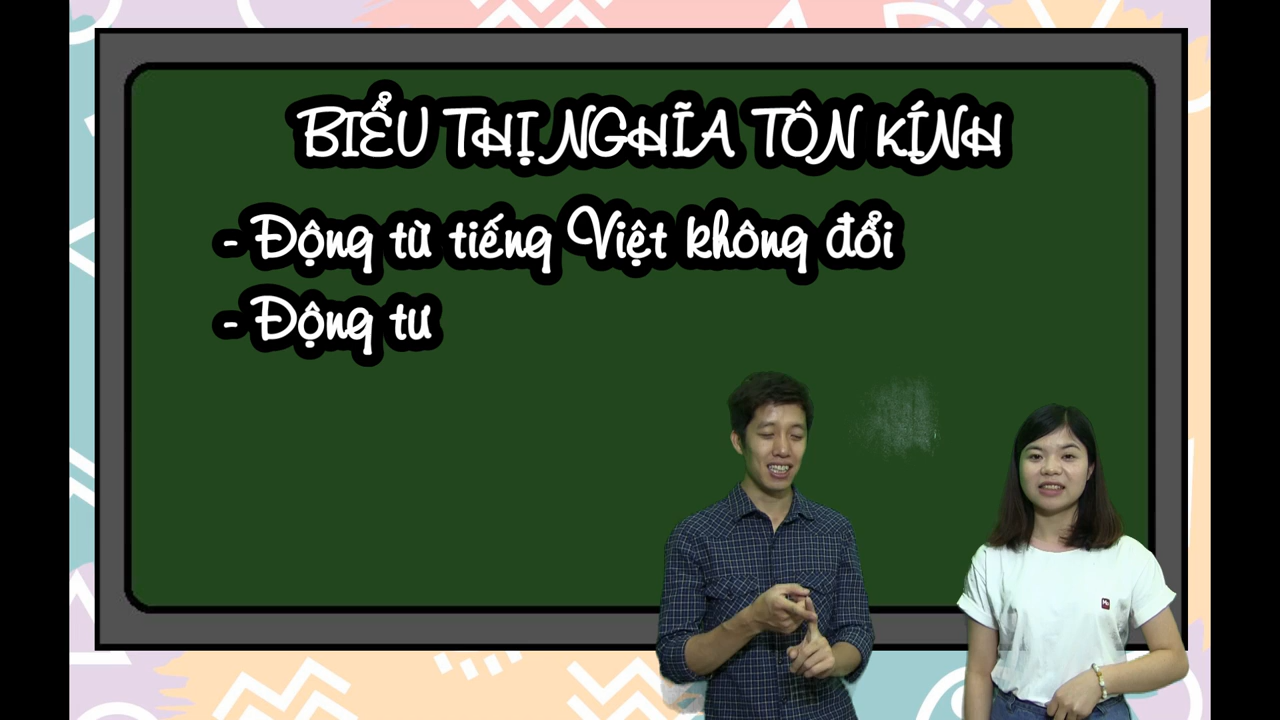 BIỂU THỊ NGHĨA TÔN KÍNH
- Động từ tiếng Việt không đổi
- Động tư